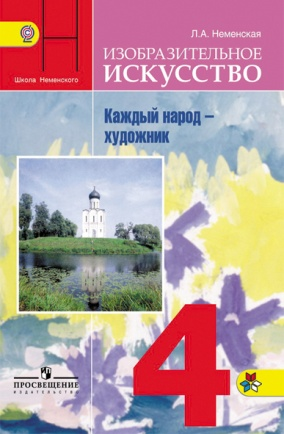 Л.А. Неменская
Школа Неменского
ИЗОБРАЗИТЕЛЬНОЕ
ИСКУССТВО
Каждый народ –
художник
4
ПРОСВЕЩЕНИЕ
ИЗДАТЕЛЬСТВО